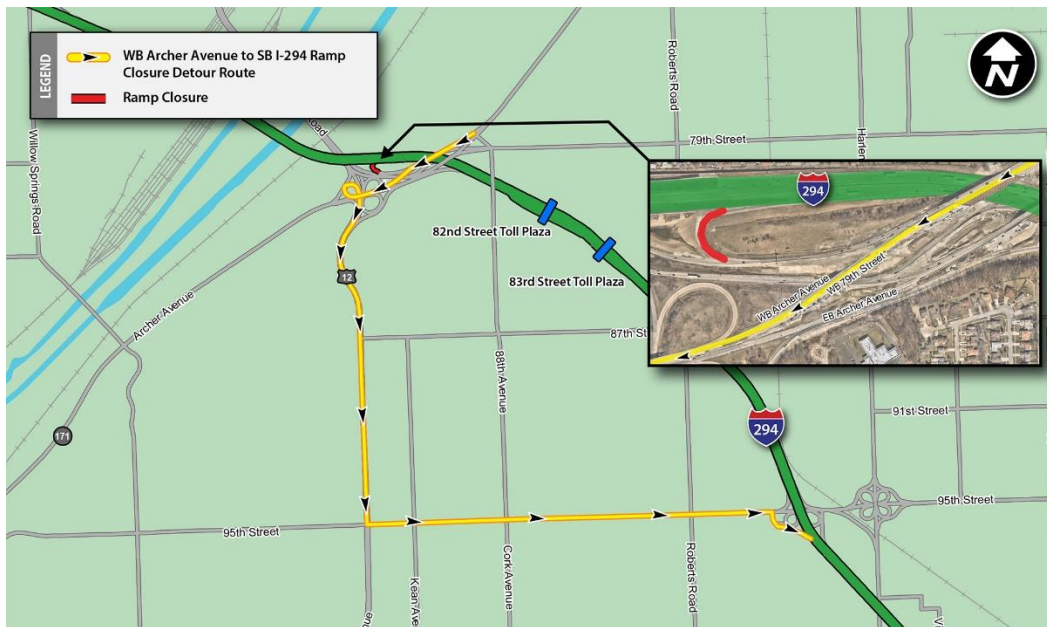 LEGEND
WB Archer Avenue to SB I-294 Ramp
Closure Detour Route
Ramp Closure
N
Willow Springs Road
Road
Roberts Road
79th Street
Harlem
294
82nd Street Toll Plaza
83rd Street Toll Plaza
WB Archer Avenue
WB 79th Street
EB Archer Avenue
12
Archer Avenue
87th St
88th Avenue
171
294
91st Street
95th Street
95th Street
Kean Ave
Cork Avenue
Roberts Road